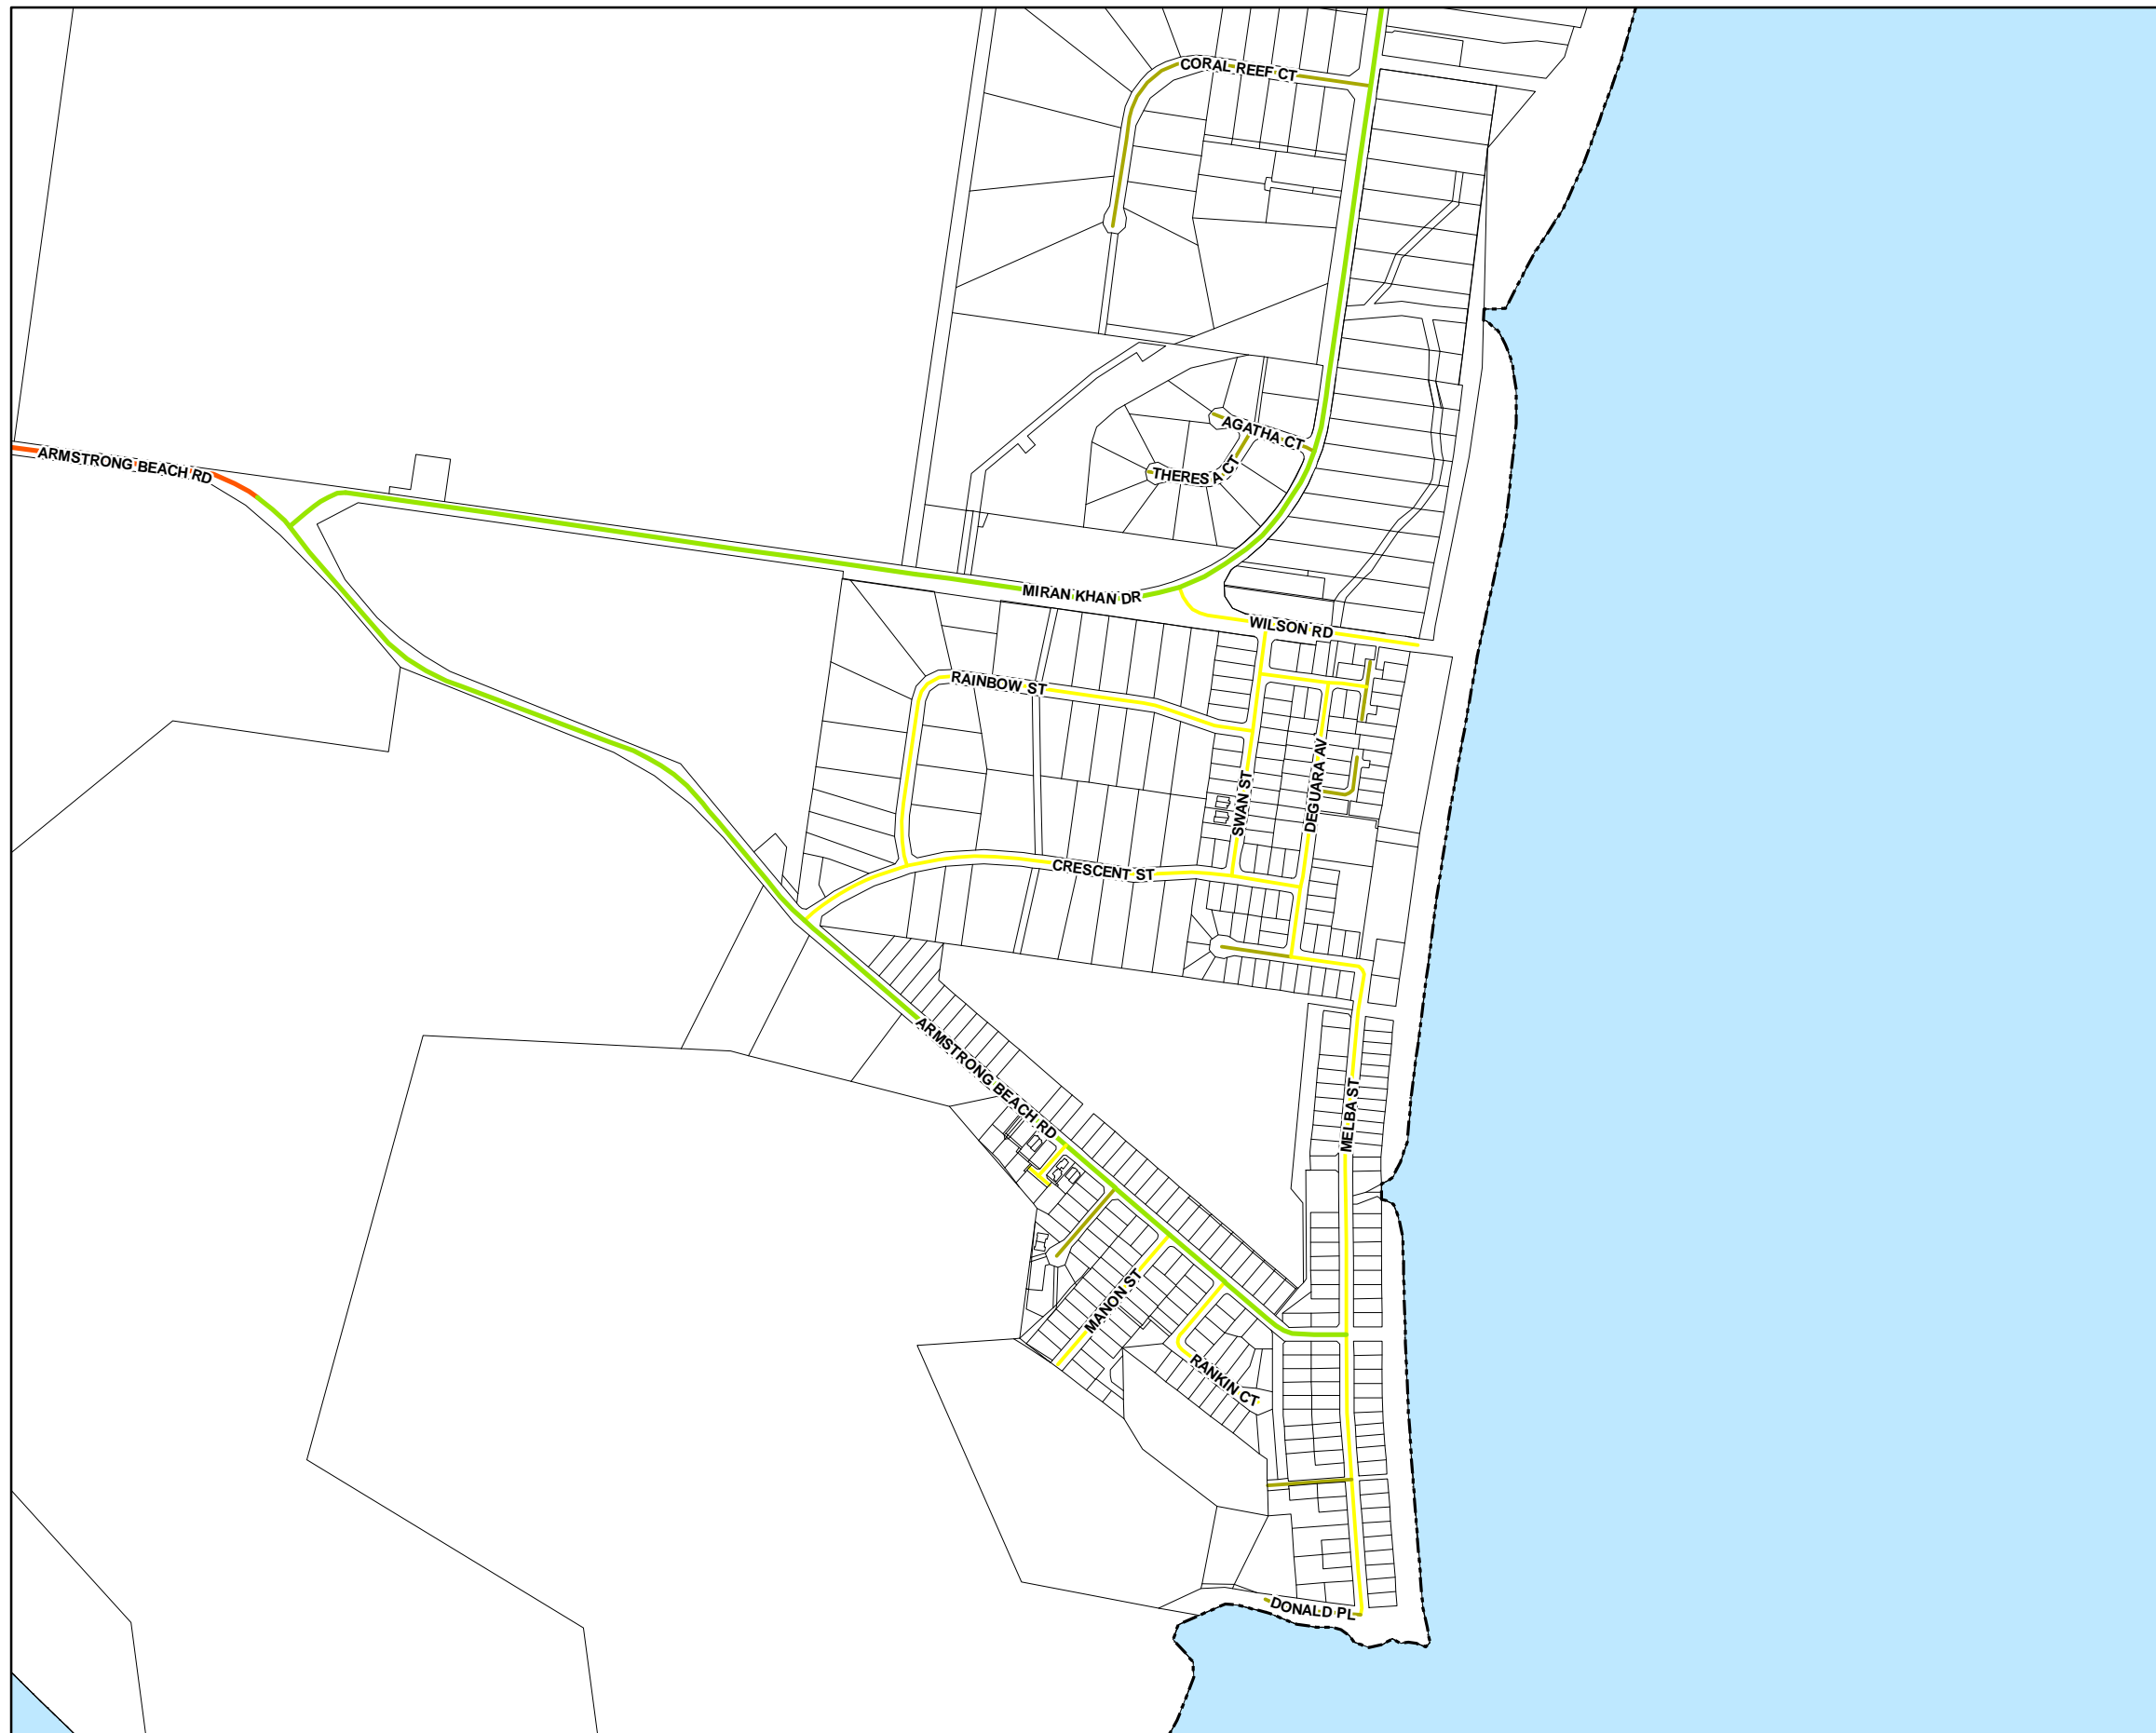 CORAL REEF CT
AGATHA CT
ARMSTRONG BEACH RD
THERESA CT
MIRAN KHAN DR
WILSON RD
RAINBOW ST
SWAN ST
DEGUARA AV
CRESCENT ST
ARMSTRONG BEACH RD
MELBA ST
MANON ST
RANKIN CT
DONALD PL